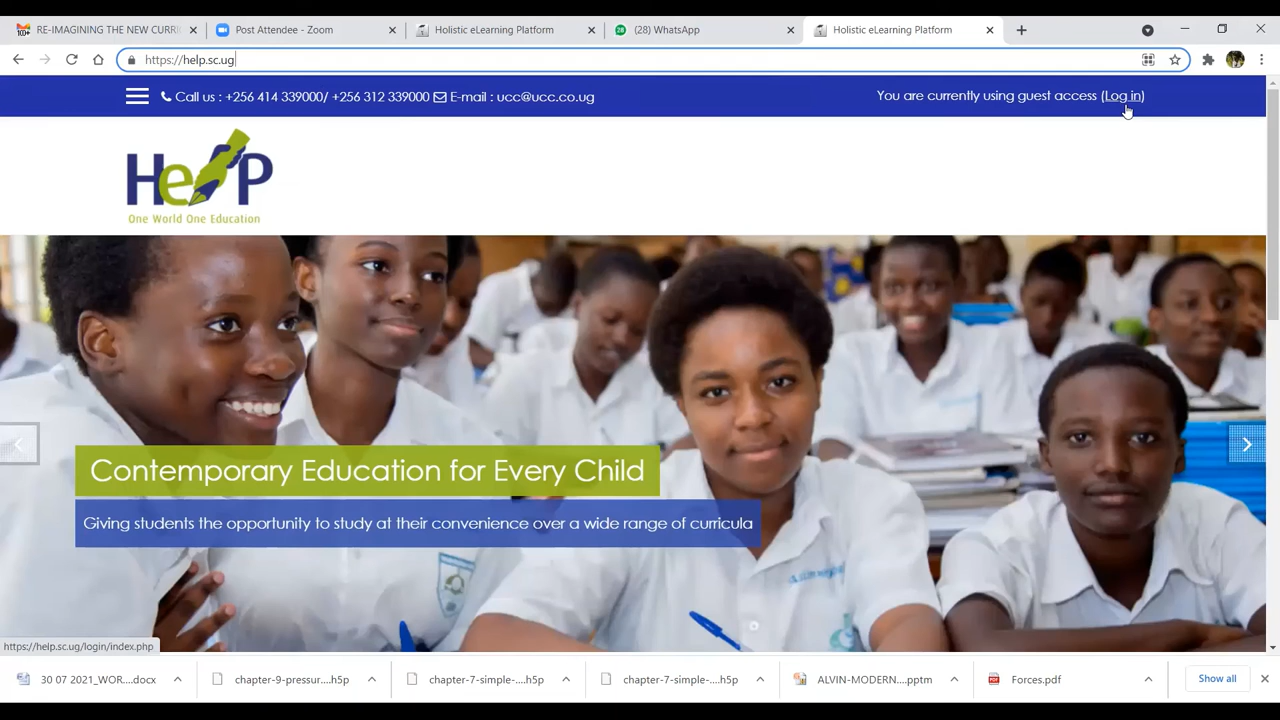 RE-IMAGINING THE NEW CURRI
Post Attendee - Zoom
Holistic eLearning Platform
(28) WhatsApp
Holistic eLearning Platform
https://help.sc.ug
Call us : +256 414 339000/ +256 312 339000 E-mail : ucc@ucc.co.ug
You are currently using guest access (Log in)
HeLP
One World One Education
Contemporary Education for Every Child
Giving students the opportunity to study at their convenience over a wide range of curricula
https://help.sc.ug/login/index.php
30 07 2021_WOR....docx
chapter-9-pressur....h5p
chapter-7-simple-....h5p
chapter-7-simple-....h5p
ALVIN-MODERN....pptm
Forces.pdf
Show all